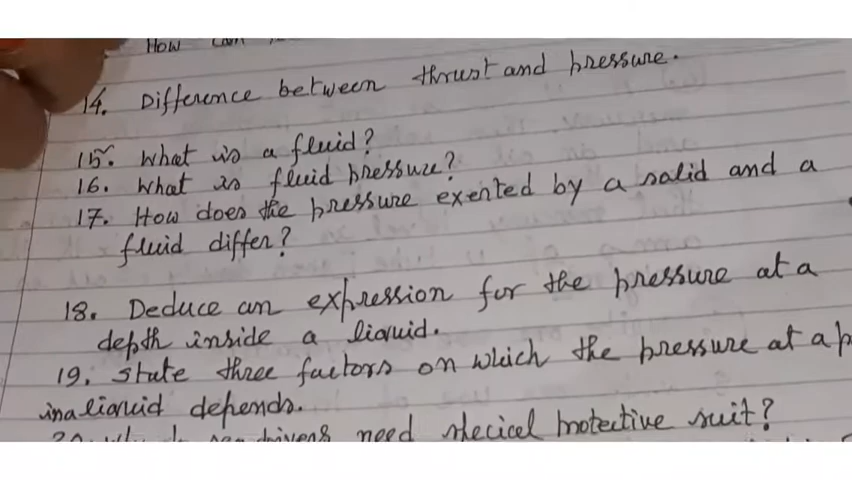 How can
14. Difference between thrust and pressure.
15. What is a fluid?
16. What is fluid pressure?
17. How does the pressure exerted by a solid and a
fluid differ?
18. Deduce an expression for the pressure at a
depth inside a liquid.
19. State three factors on which the pressure at a p
in a liquid depends.
drivers need special protective suit?